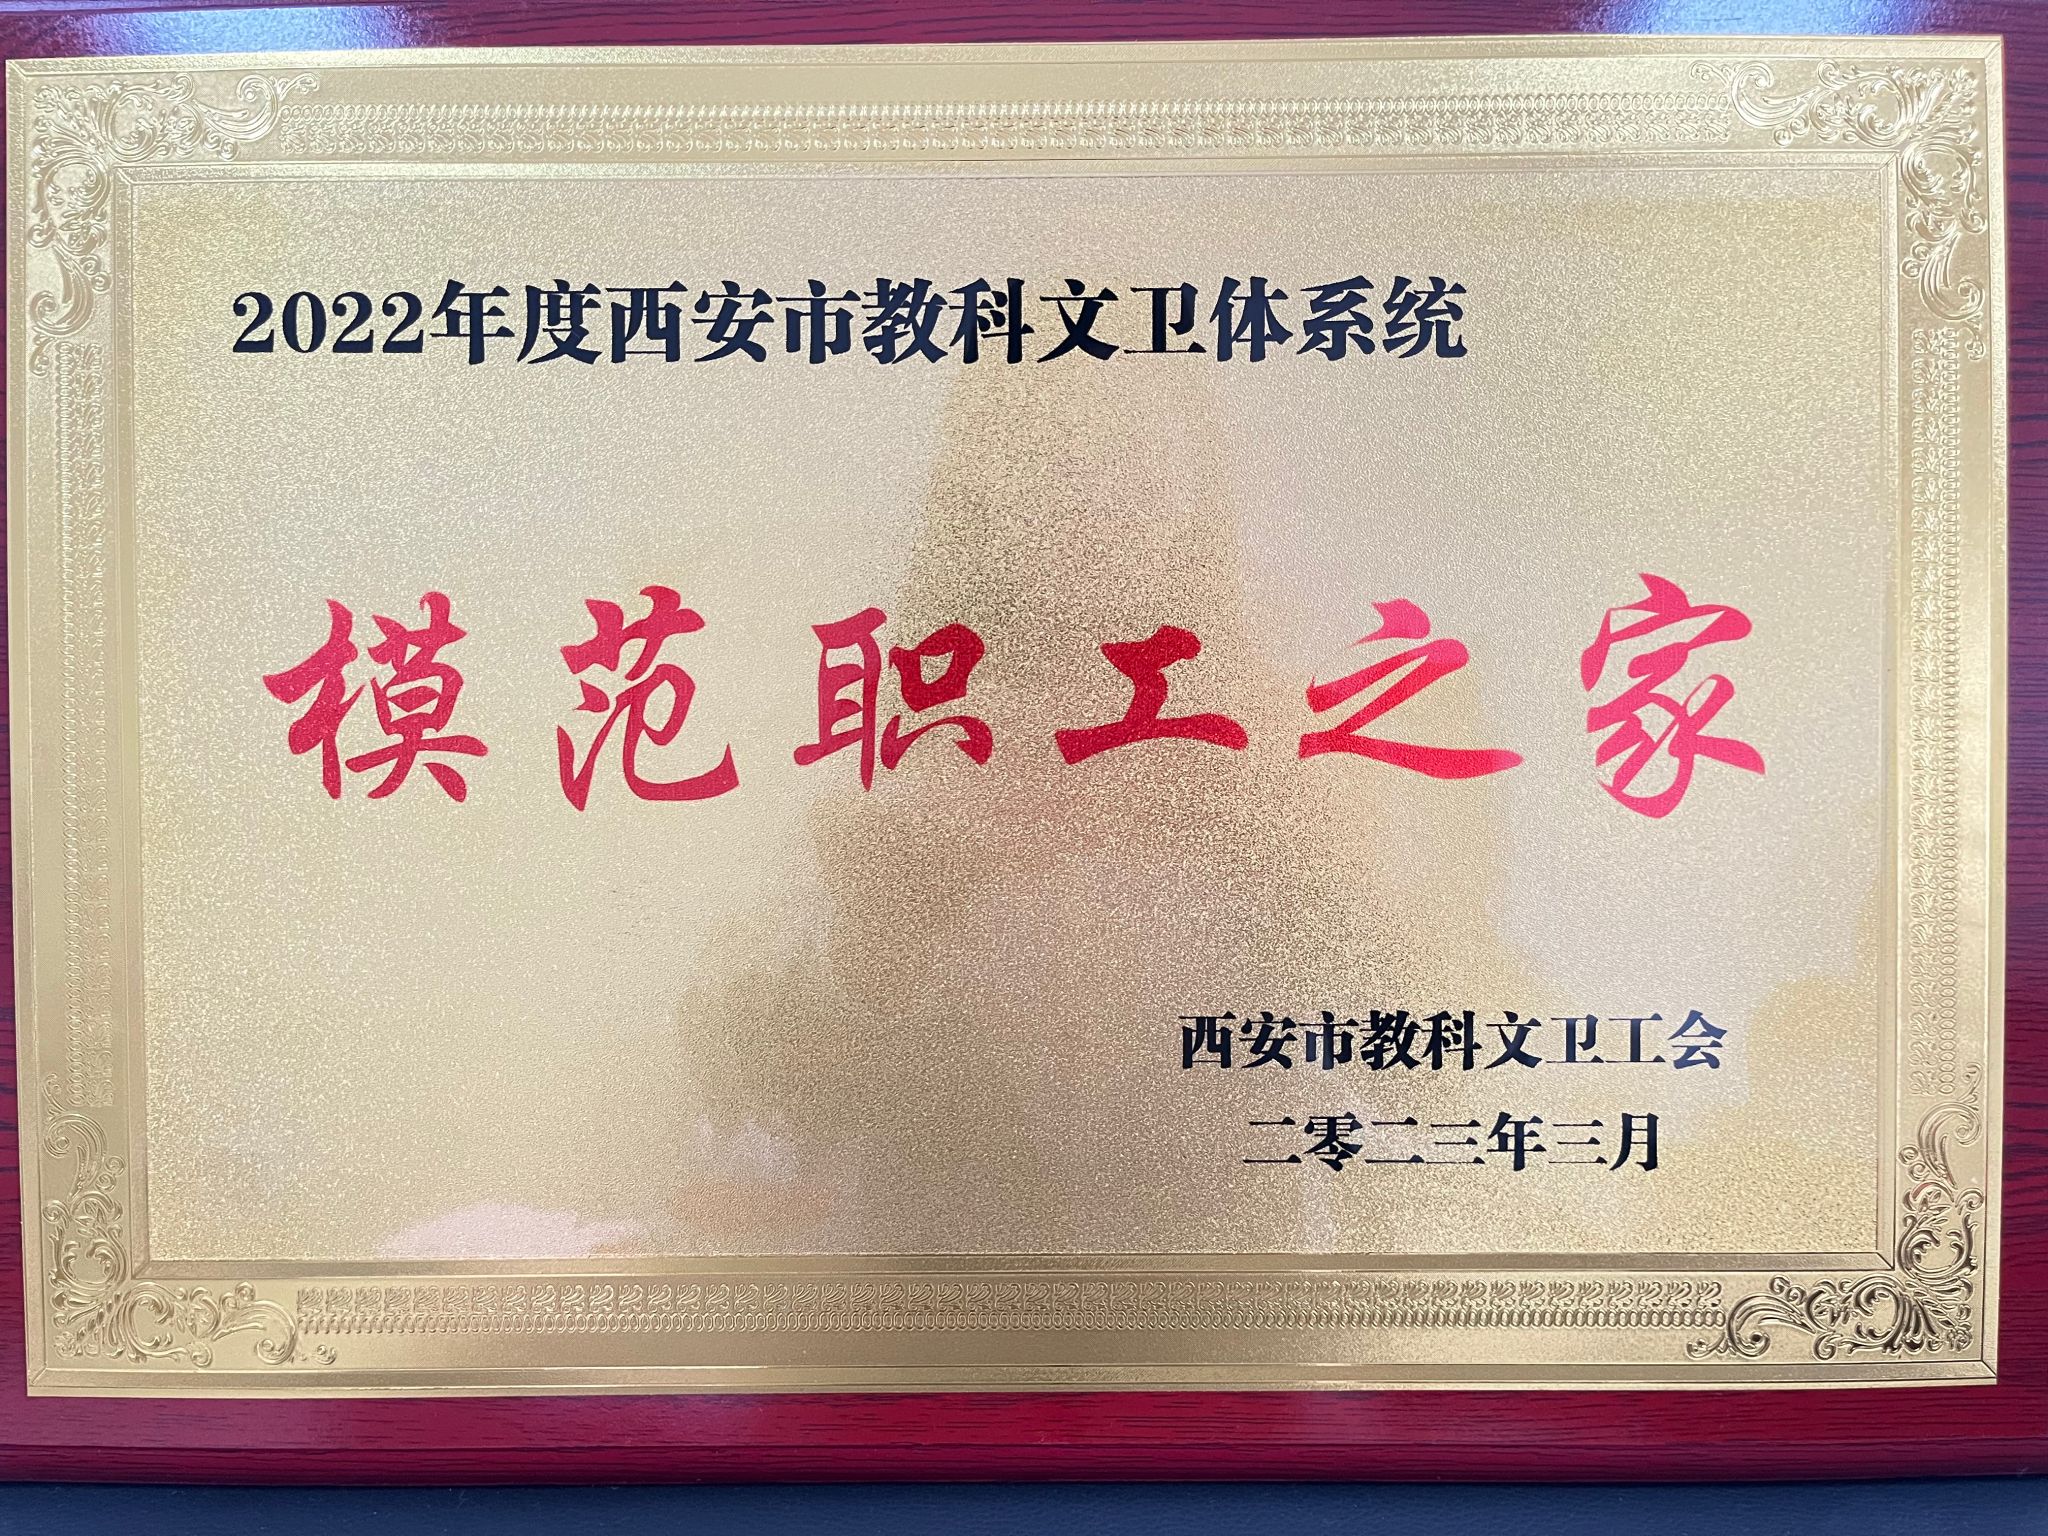 2022年度西安市教科文卫体系统
模范职工之家
西安市教科文卫工会
二零二三年三月